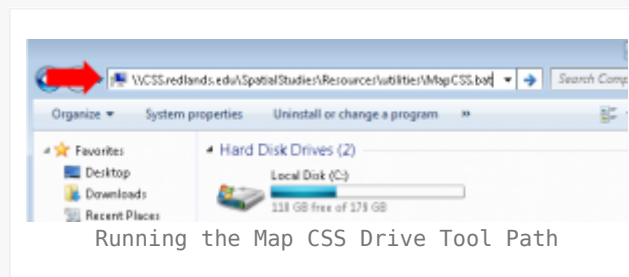 \\CSS.redlands.edu\SpatialStudies\Resources\utilities\MapCSS.bat Search Comp
Organize System properties Uninstall or change a program »
Favorites Hard Disk Drives (2)
Desktop Local Disk (C:)
Downloads
118 GB free of 179 GB
Recent Places
Running the Map CSS Drive Tool Path